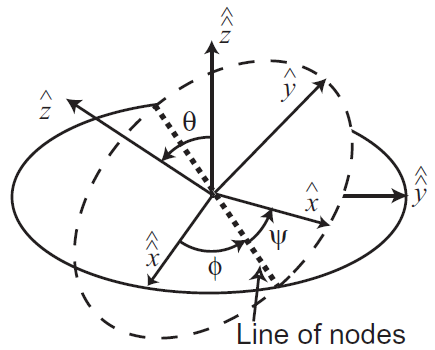 ẑ̂
ŷ
ẑ
θ
x̂
ŷ̂
x̂̂
ψ
ϕ
Line of nodes